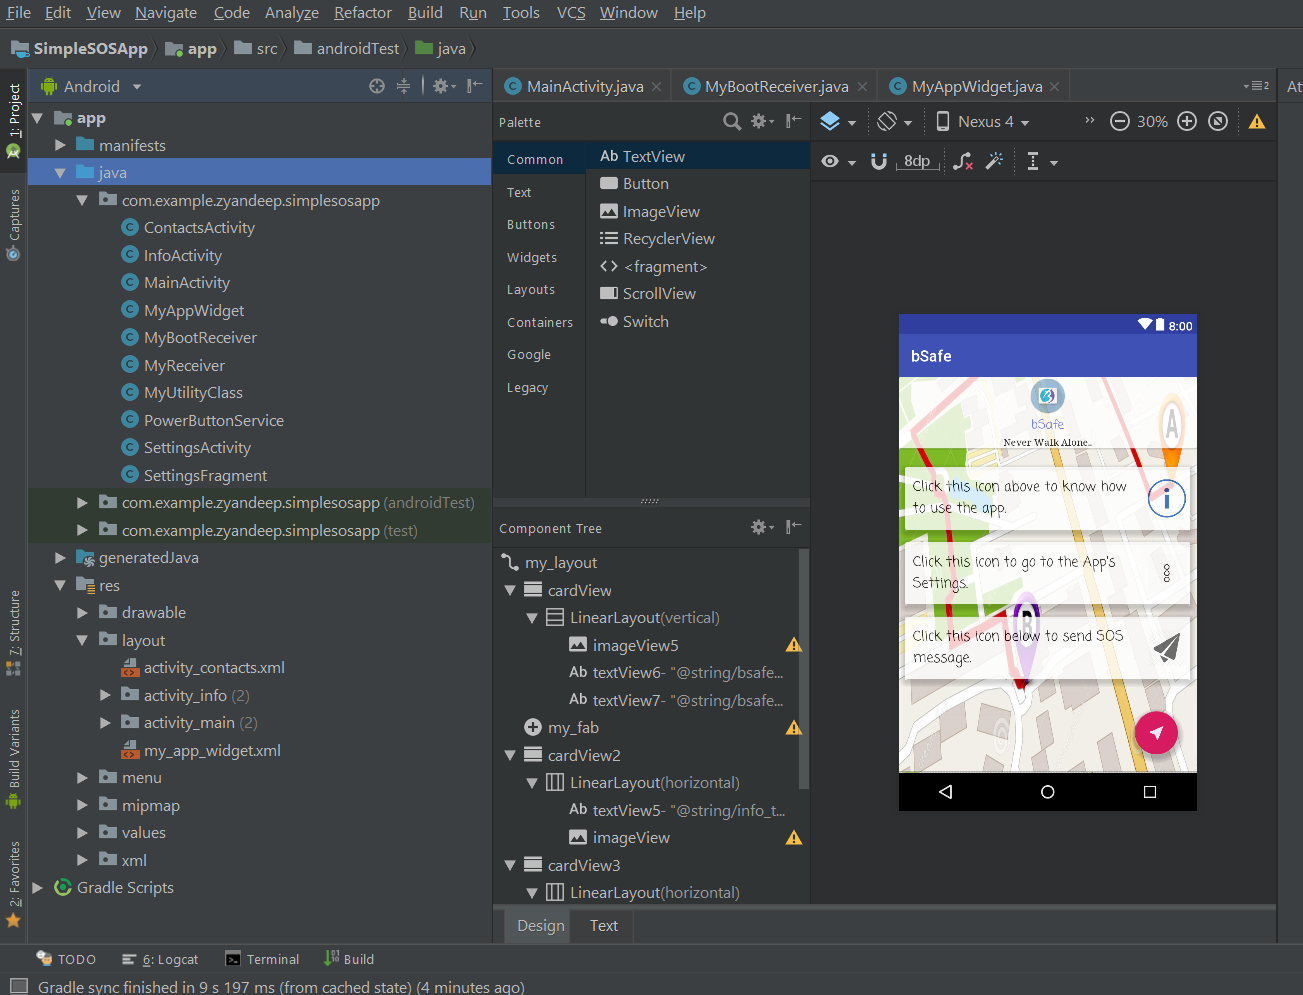 File Edit View Navigate Code Analyze Refactor Build Run Tools VCS Window Help
SimpleSOSApp app src androidTest java
1: Project
Captures
7: Structure
Build Variants
2: Favorites
Android
app
manifests
java
com.example.zyandeep.simplesosapp
ContactsActivity
InfoActivity
MainActivity
MyAppWidget
MyBootReceiver
MyReceiver
MyUtilityClass
PowerButtonService
SettingsActivity
SettingsFragment
com.example.zyandeep.simplesosapp (androidTest)
com.example.zyandeep.simplesosapp (test)
generatedJava
res
drawable
layout
activity_contacts.xml
activity_info (2)
activity_main (2)
my_app_widget.xml
menu
mipmap
values
xml
Gradle Scripts
MainActivity.java MyBootReceiver.java MyAppWidget.java 2 At
Palette
Common
Text
Buttons
Widgets
Layouts
Containers
Google
Legacy
Ab TextView
Button
ImageView
RecyclerView
<fragment>
ScrollView
Switch
Nexus 4 » 30%
8dp
Component Tree
my_layout
cardView
LinearLayout(vertical)
imageView5
Ab textView6- "@string/bsafe...
Ab textView7- "@string/bsafe...
my_fab
cardView2
LinearLayout(horizontal)
Ab textView5- "@string/info_t...
imageView
cardView3
LinearLayout(horizontal)
Design Text
8:00
bSafe
A
bSafe
Never Walk Alone..
Click this icon above to know how
to use the app.
i
Click this icon to go to the App's
Settings.
B
Click this icon below to send SOS
message.
TODO 6: Logcat Terminal Build
Gradle sync finished in 9 s 197 ms (from cached state) (4 minutes ago)